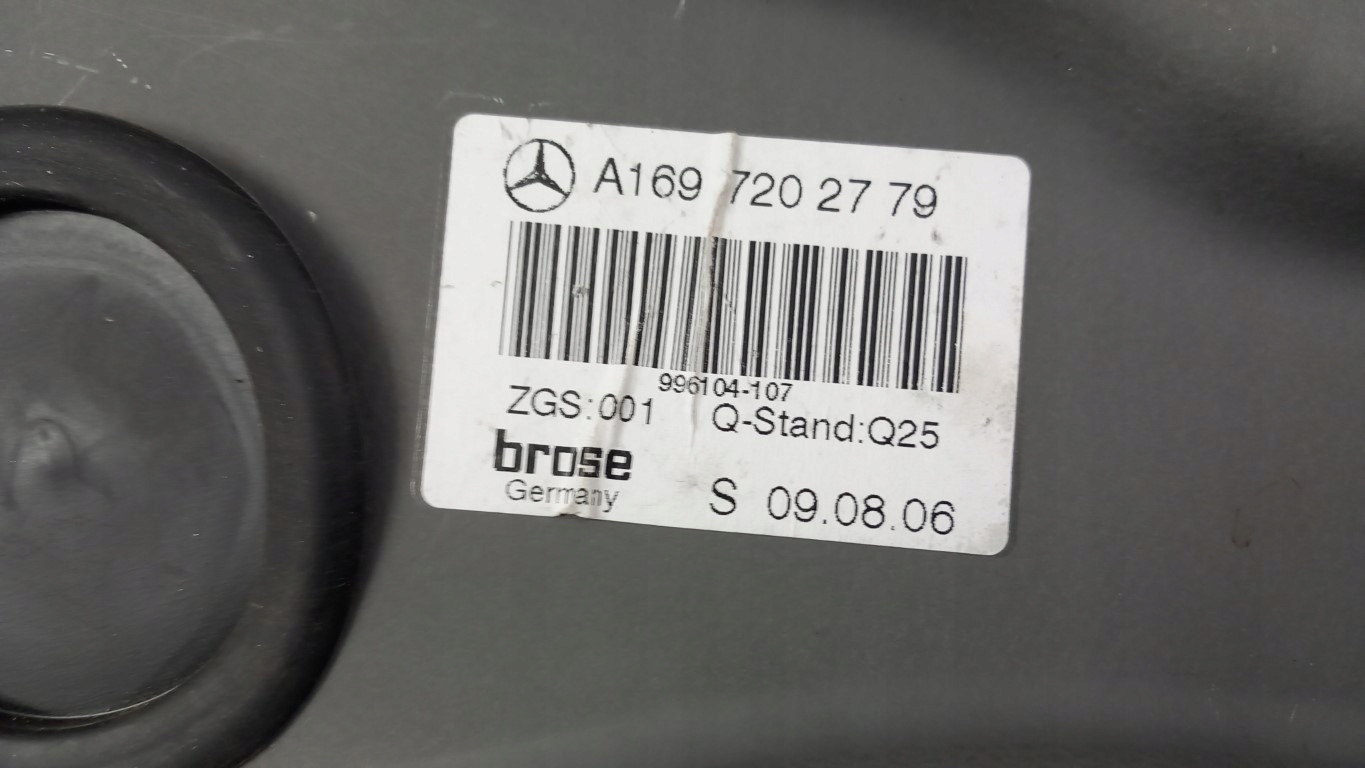 A169 720 27 79
996104-107
ZGS:001 Q-Stand:Q25
brose
Germany
S 09.08.06